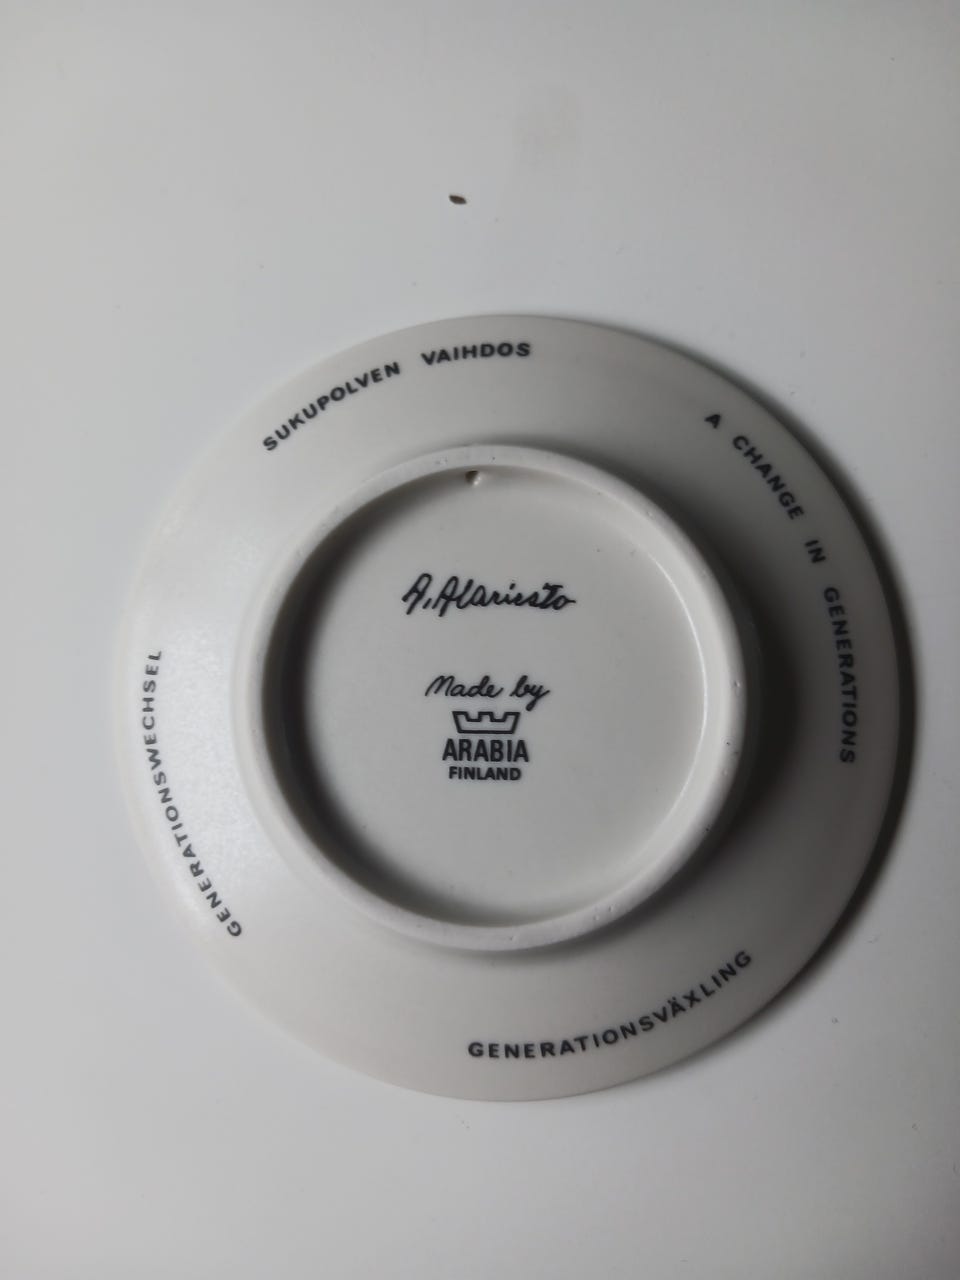 SUKUPOLVEN VAIHDOS
A CHANGE IN GENERATIONS
GENERATIONSVÄXLING
GENERATIONSWECHSEL
A. Alariesto
Made by
ARABIA
FINLAND